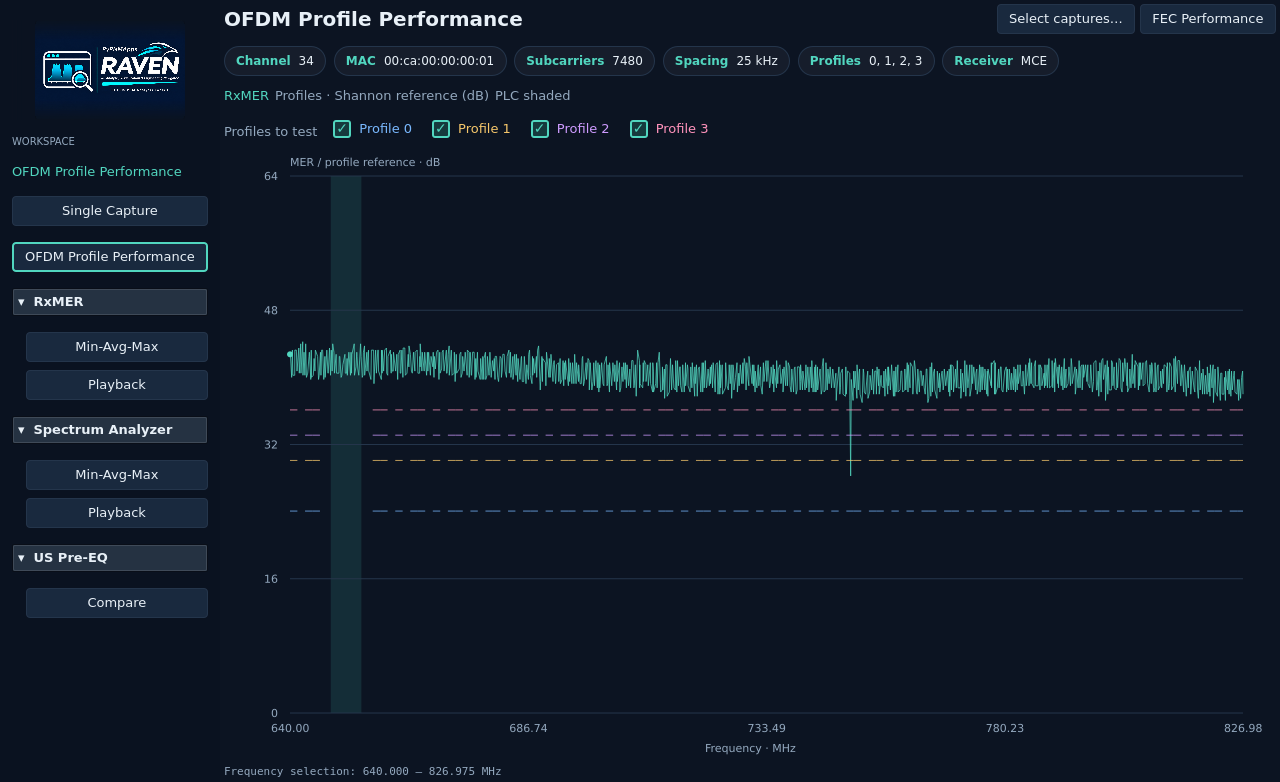 OFDM Profile Performance
Select captures...
FEC Performance
PyPNMApps
RAVEN
Channel 34
MAC 00:ca:00:00:00:01
Subcarriers 7480
Spacing 25 kHz
Profiles 0, 1, 2, 3
Receiver MCE
RxMER Profiles · Shannon reference (dB) PLC shaded
Profiles to test
✓ Profile 0
✓ Profile 1
✓ Profile 2
✓ Profile 3
WORKSPACE
OFDM Profile Performance
Single Capture
OFDM Profile Performance
▾ RxMER
Min-Avg-Max
Playback
▾ Spectrum Analyzer
Min-Avg-Max
Playback
▾ US Pre-EQ
Compare
MER / profile reference · dB
64
48
32
16
0
640.00
686.74
733.49
780.23
826.98
Frequency · MHz
Frequency selection: 640.000 — 826.975 MHz